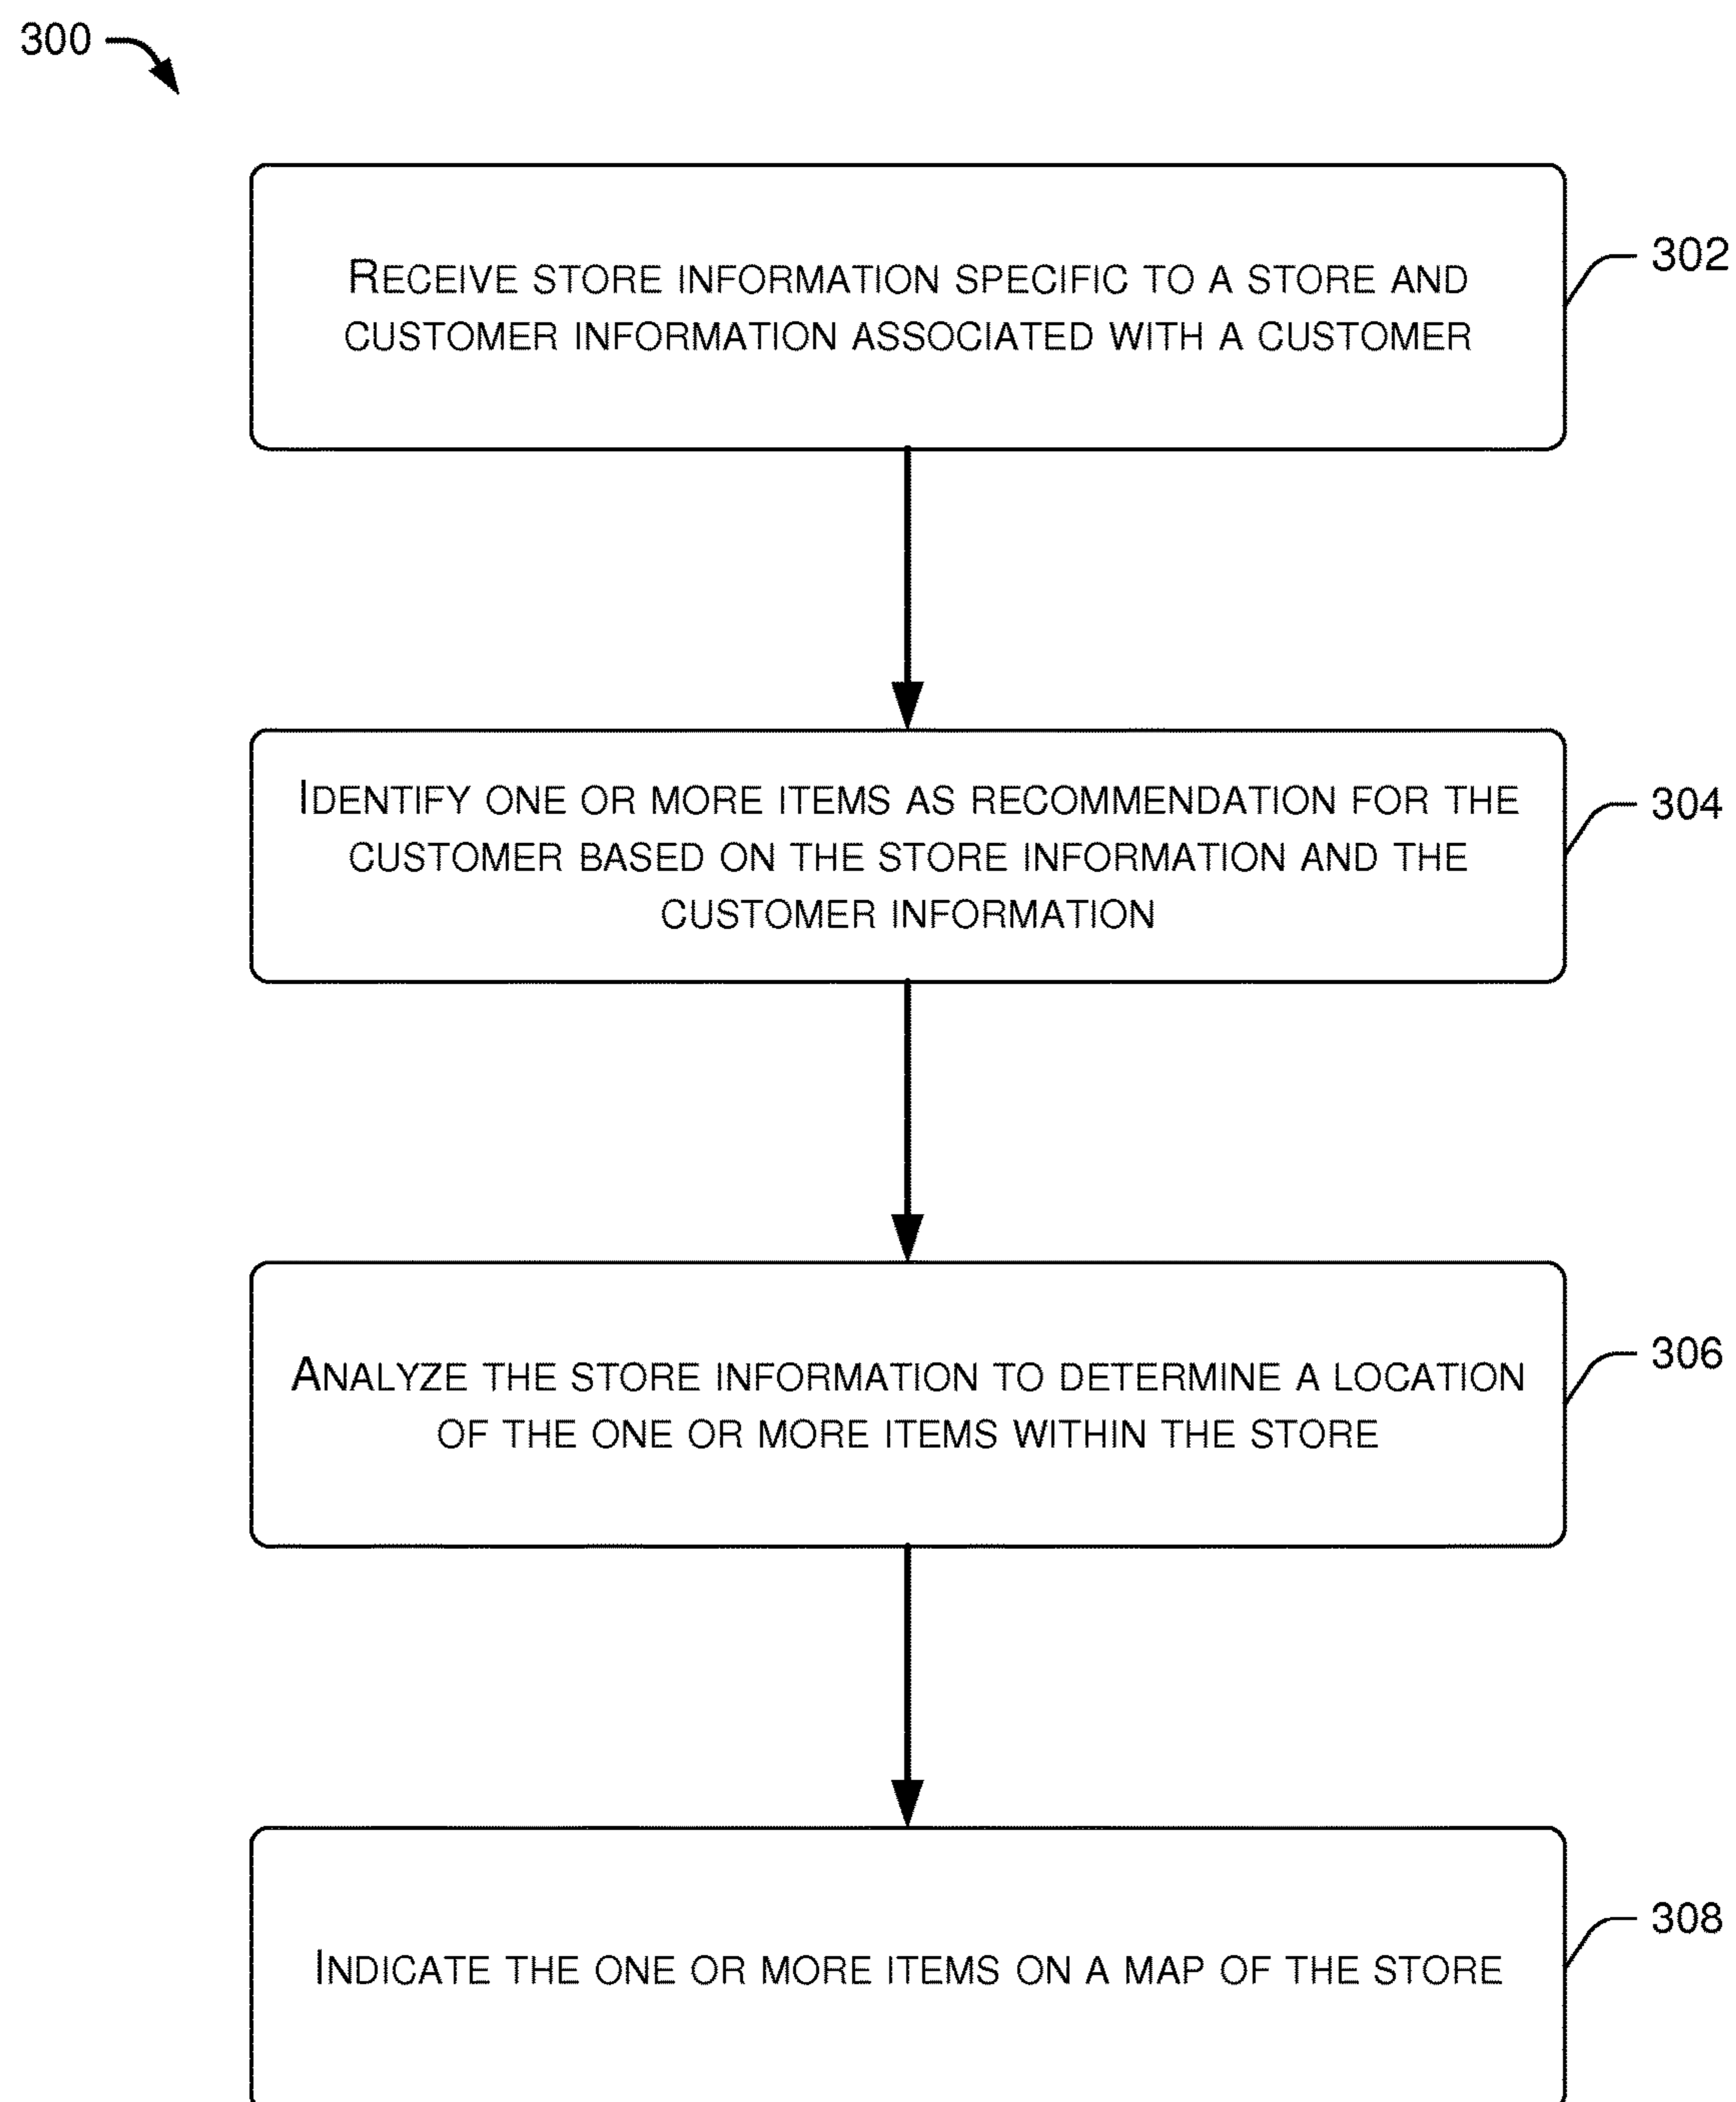 300
RECEIVE STORE INFORMATION SPECIFIC TO A STORE AND
CUSTOMER INFORMATION ASSOCIATED WITH A CUSTOMER
302
IDENTIFY ONE OR MORE ITEMS AS RECOMMENDATION FOR THE
CUSTOMER BASED ON THE STORE INFORMATION AND THE
CUSTOMER INFORMATION
304
ANALYZE THE STORE INFORMATION TO DETERMINE A LOCATION
OF THE ONE OR MORE ITEMS WITHIN THE STORE
306
INDICATE THE ONE OR MORE ITEMS ON A MAP OF THE STORE
308